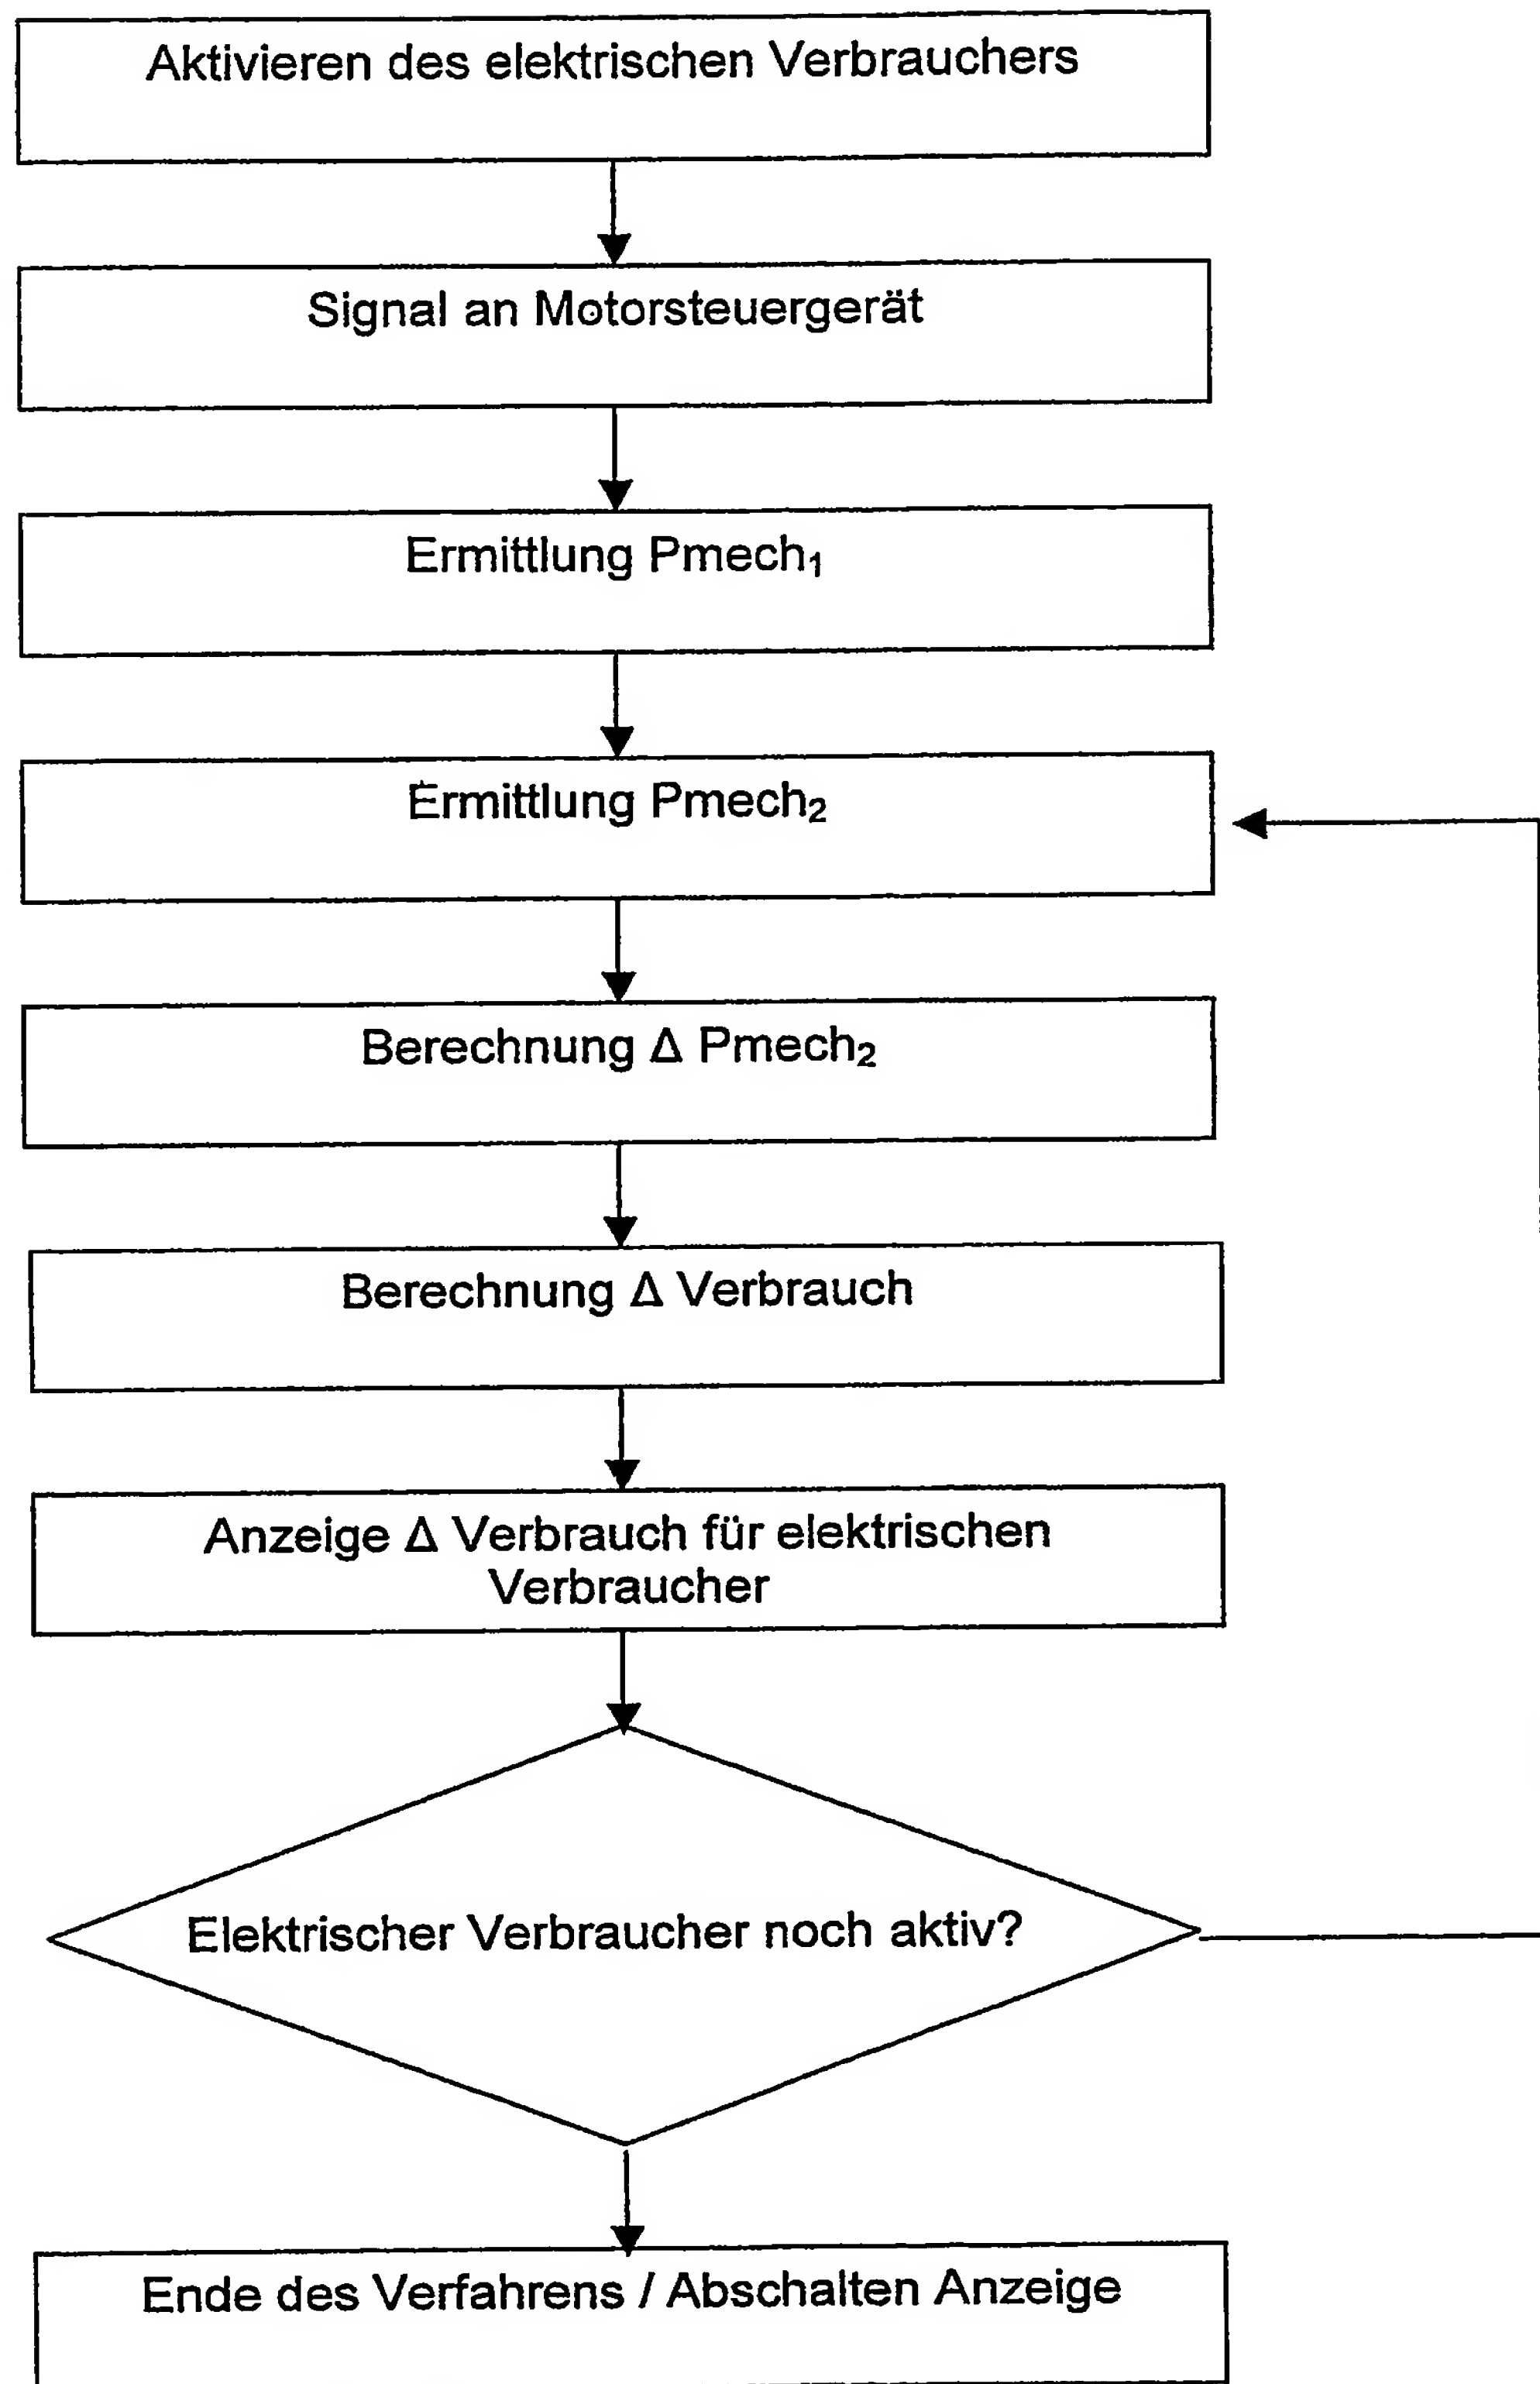 Aktivieren des elektrischen Verbrauchers
Signal an Motorsteuergerät
Ermittlung Pmech₁
Ermittlung Pmech₂
Berechnung Δ Pmech₂
Berechnung Δ Verbrauch
Anzeige Δ Verbrauch für elektrischen
Verbraucher
Elektrischer Verbraucher noch aktiv?
Ende des Verfahrens / Abschalten Anzeige